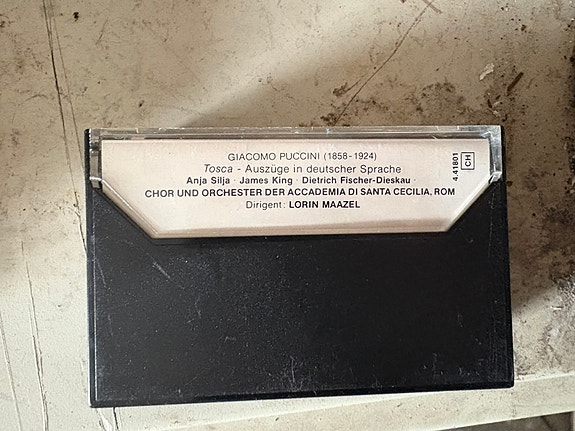 GIACOMO PUCCINI (1858-1924)
Tosca - Auszüge in deutscher Sprache
Anja Silja · James King · Dietrich Fischer-Dieskau ·
CHOR UND ORCHESTER DER ACCADEMIA DI SANTA CECILIA, ROM
Dirigent: LORIN MAAZEL
4.41801 CH